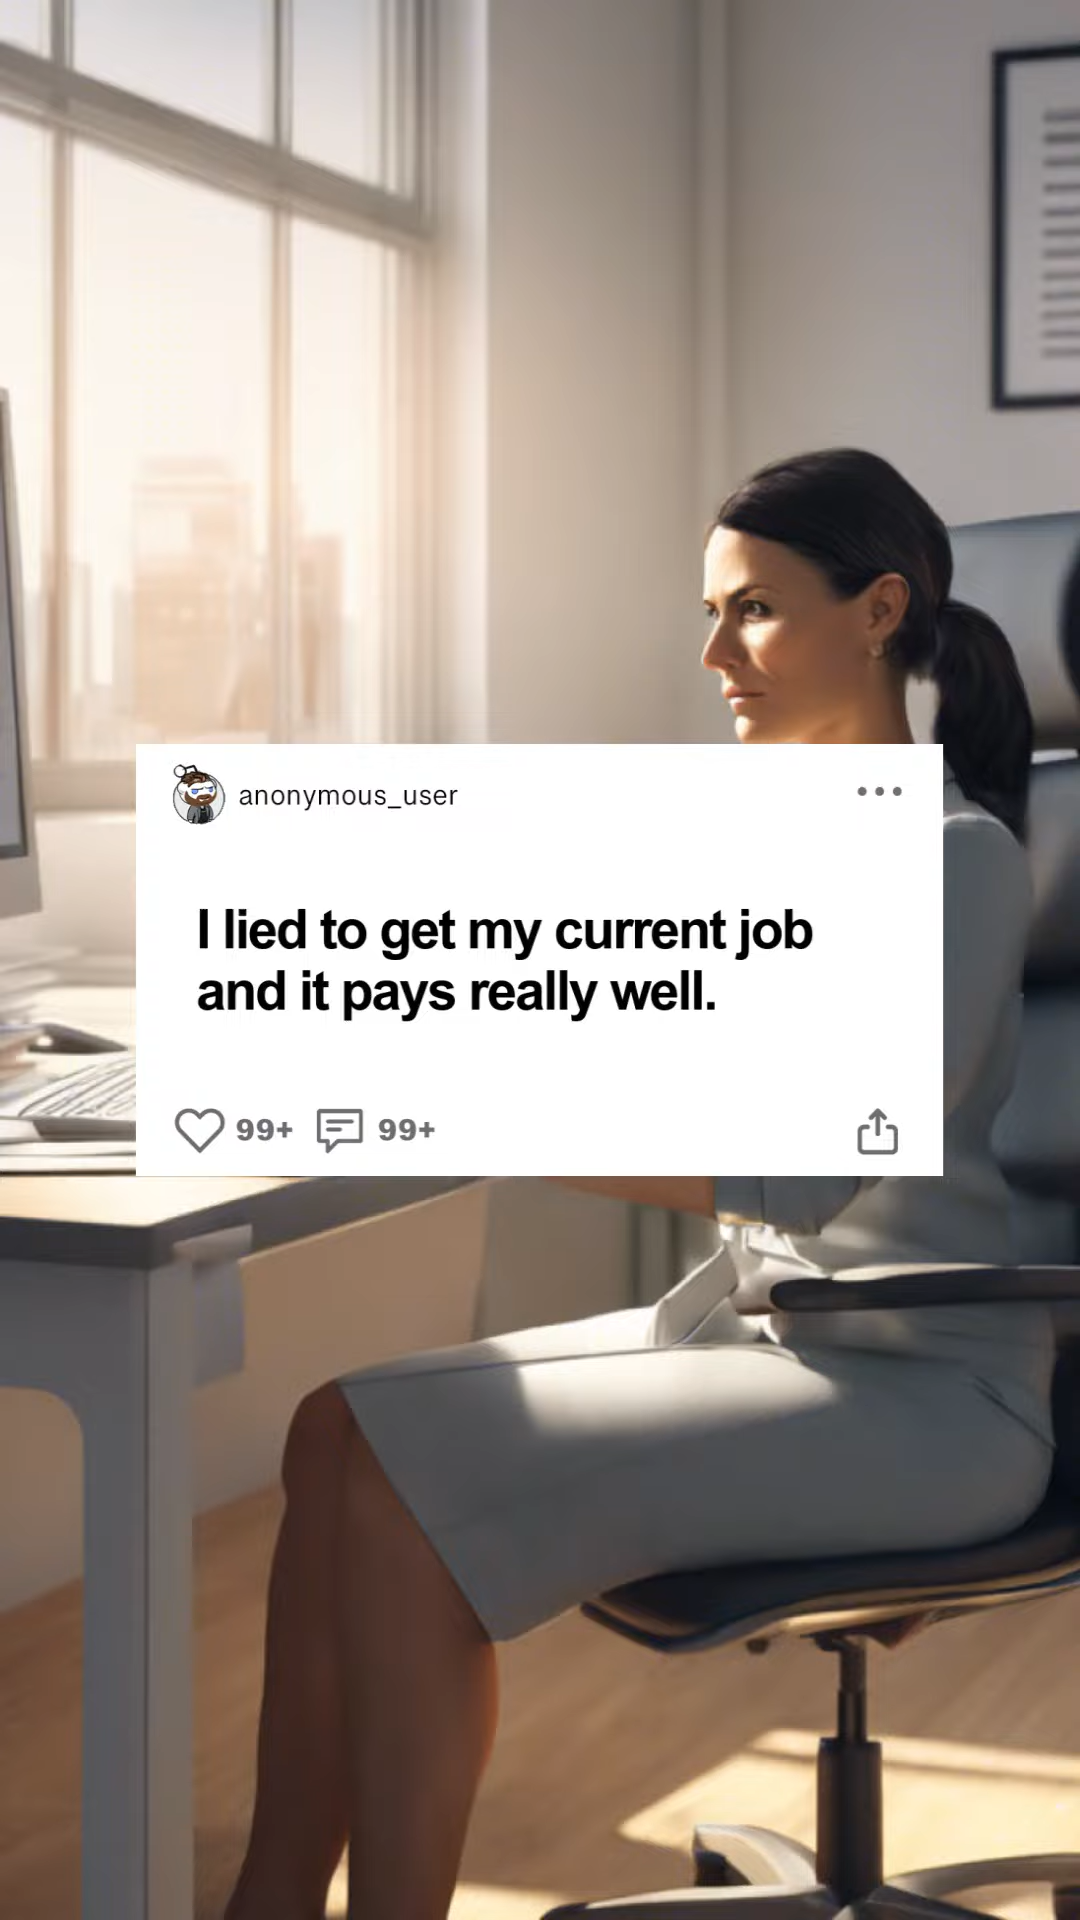 anonymous_user
I lied to get my current job
and it pays really well.
99+ 99+